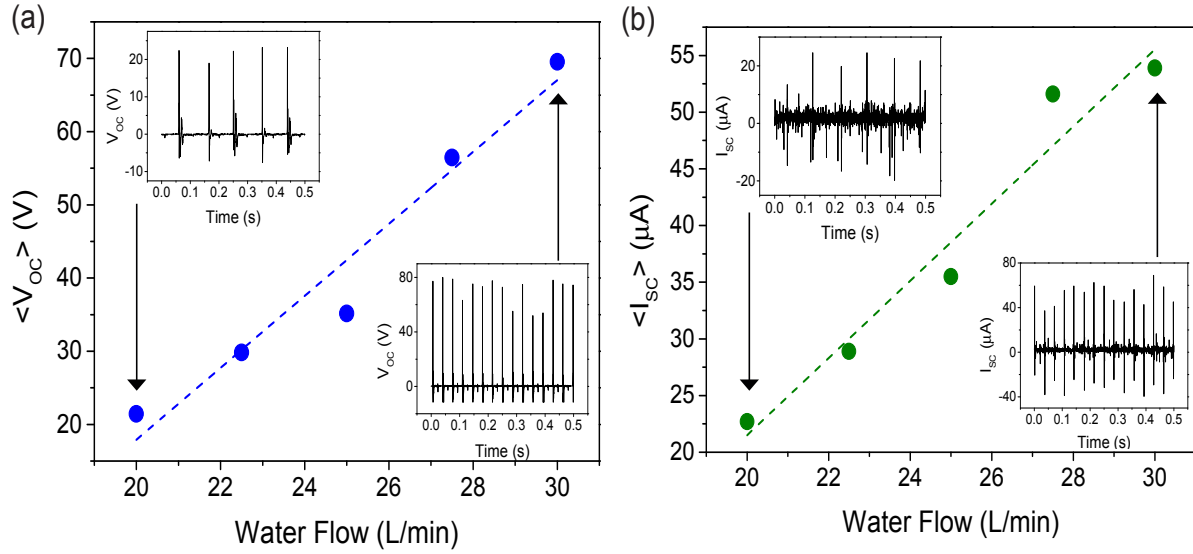 (a)
<V_OC> (V)
70
60
50
40
30
20
20 22 24 26 28 30
Water Flow (L/min)
V_OC (V)
20
10
0
-10
0.0 0.1 0.2 0.3 0.4 0.5
Time (s)
V_OC (V)
80
40
0
0.0 0.1 0.2 0.3 0.4 0.5
Time (s)
(b)
<I_SC> (µA)
55
50
45
40
35
30
25
20
20 22 24 26 28 30
Water Flow (L/min)
I_SC (µA)
20
0
-20
0.0 0.1 0.2 0.3 0.4 0.5
Time (s)
I_SC (µA)
80
40
0
-40
0.0 0.1 0.2 0.3 0.4 0.5
Time (s)